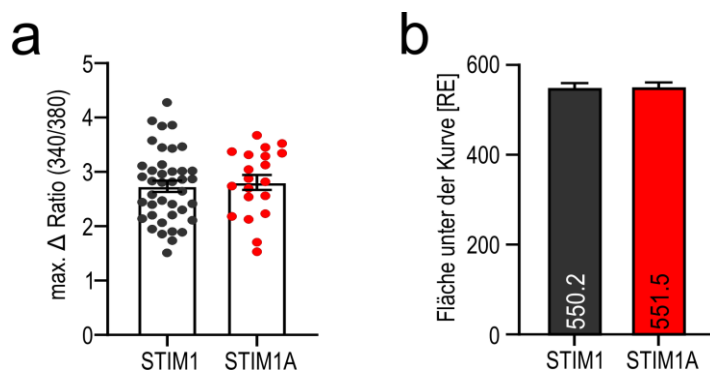 a
max. Δ Ratio (340/380)
5
4
3
2
1
0
STIM1 STIM1A
b
Fläche unter der Kurve [RE]
600
400
200
0
550.2
551.5
STIM1 STIM1A